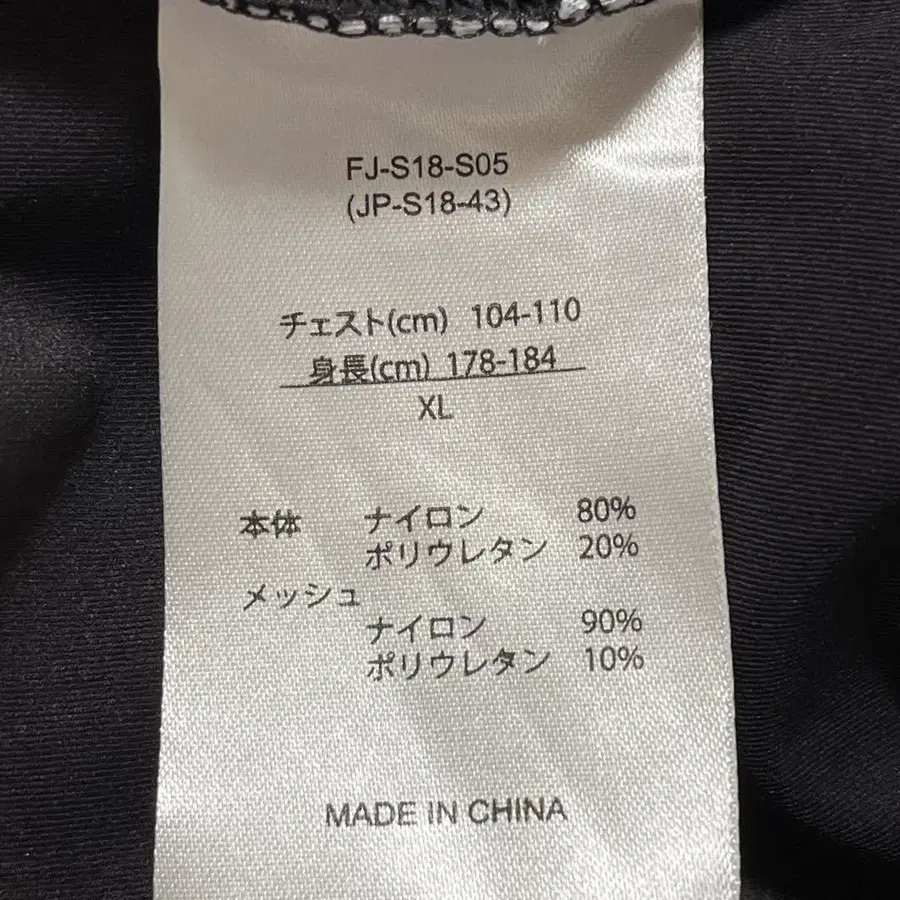 FJ-S18-S05
(JP-S18-43)
チェスト(cm) 104-110
身長(cm) 178-184
XL
本体 ナイロン 80%
ポリウレタン 20%
メッシュ
ナイロン 90%
ポリウレタン 10%
MADE IN CHINA